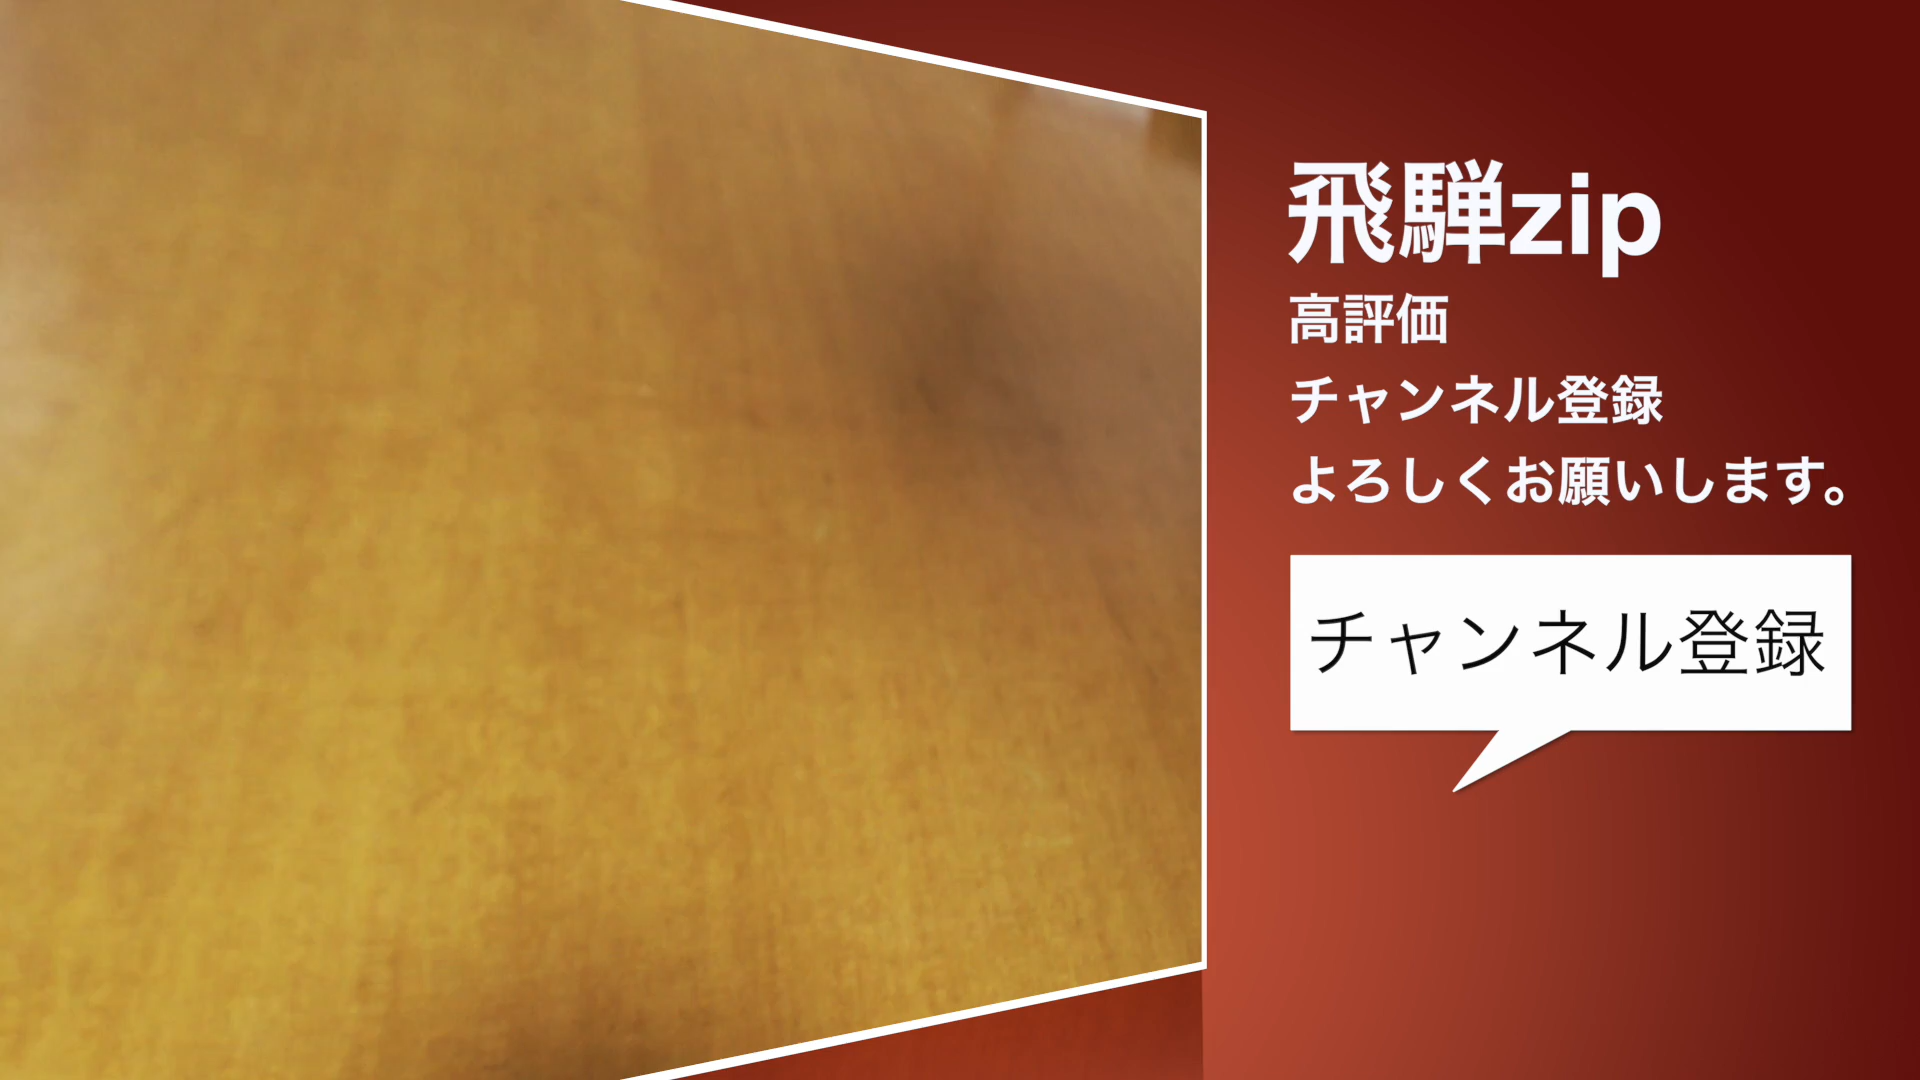 飛騨zip
高評価
チャンネル登録
よろしくお願いします。
チャンネル登録